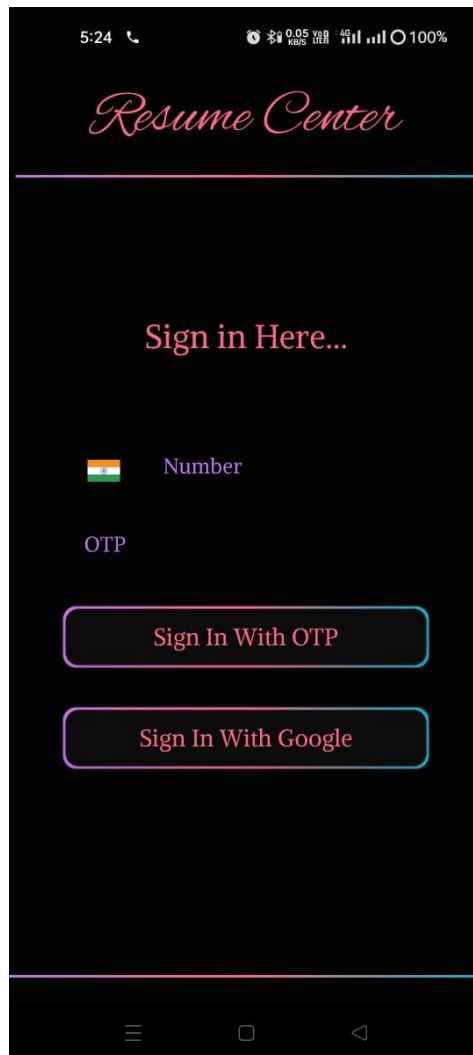 5:24 0.05 KB/S Vo LTE 4G 100%
Resume Center
Sign in Here...
Number
OTP
Sign In With OTP
Sign In With Google